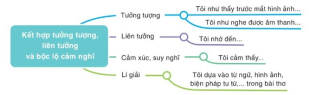 Kết hợp tưởng tượng,
liên tưởng
và bộc lộ cảm nghĩ
Tưởng tượng
Tôi như thấy trước mắt hình ảnh...
Tôi như nghe được âm thanh...
Liên tưởng
Tôi nhớ đến...
Cảm xúc, suy nghĩ
Tôi cảm thấy...
Lí giải
Tôi dựa vào từ ngữ, hình ảnh,
biện pháp tu từ,... trong bài thơ